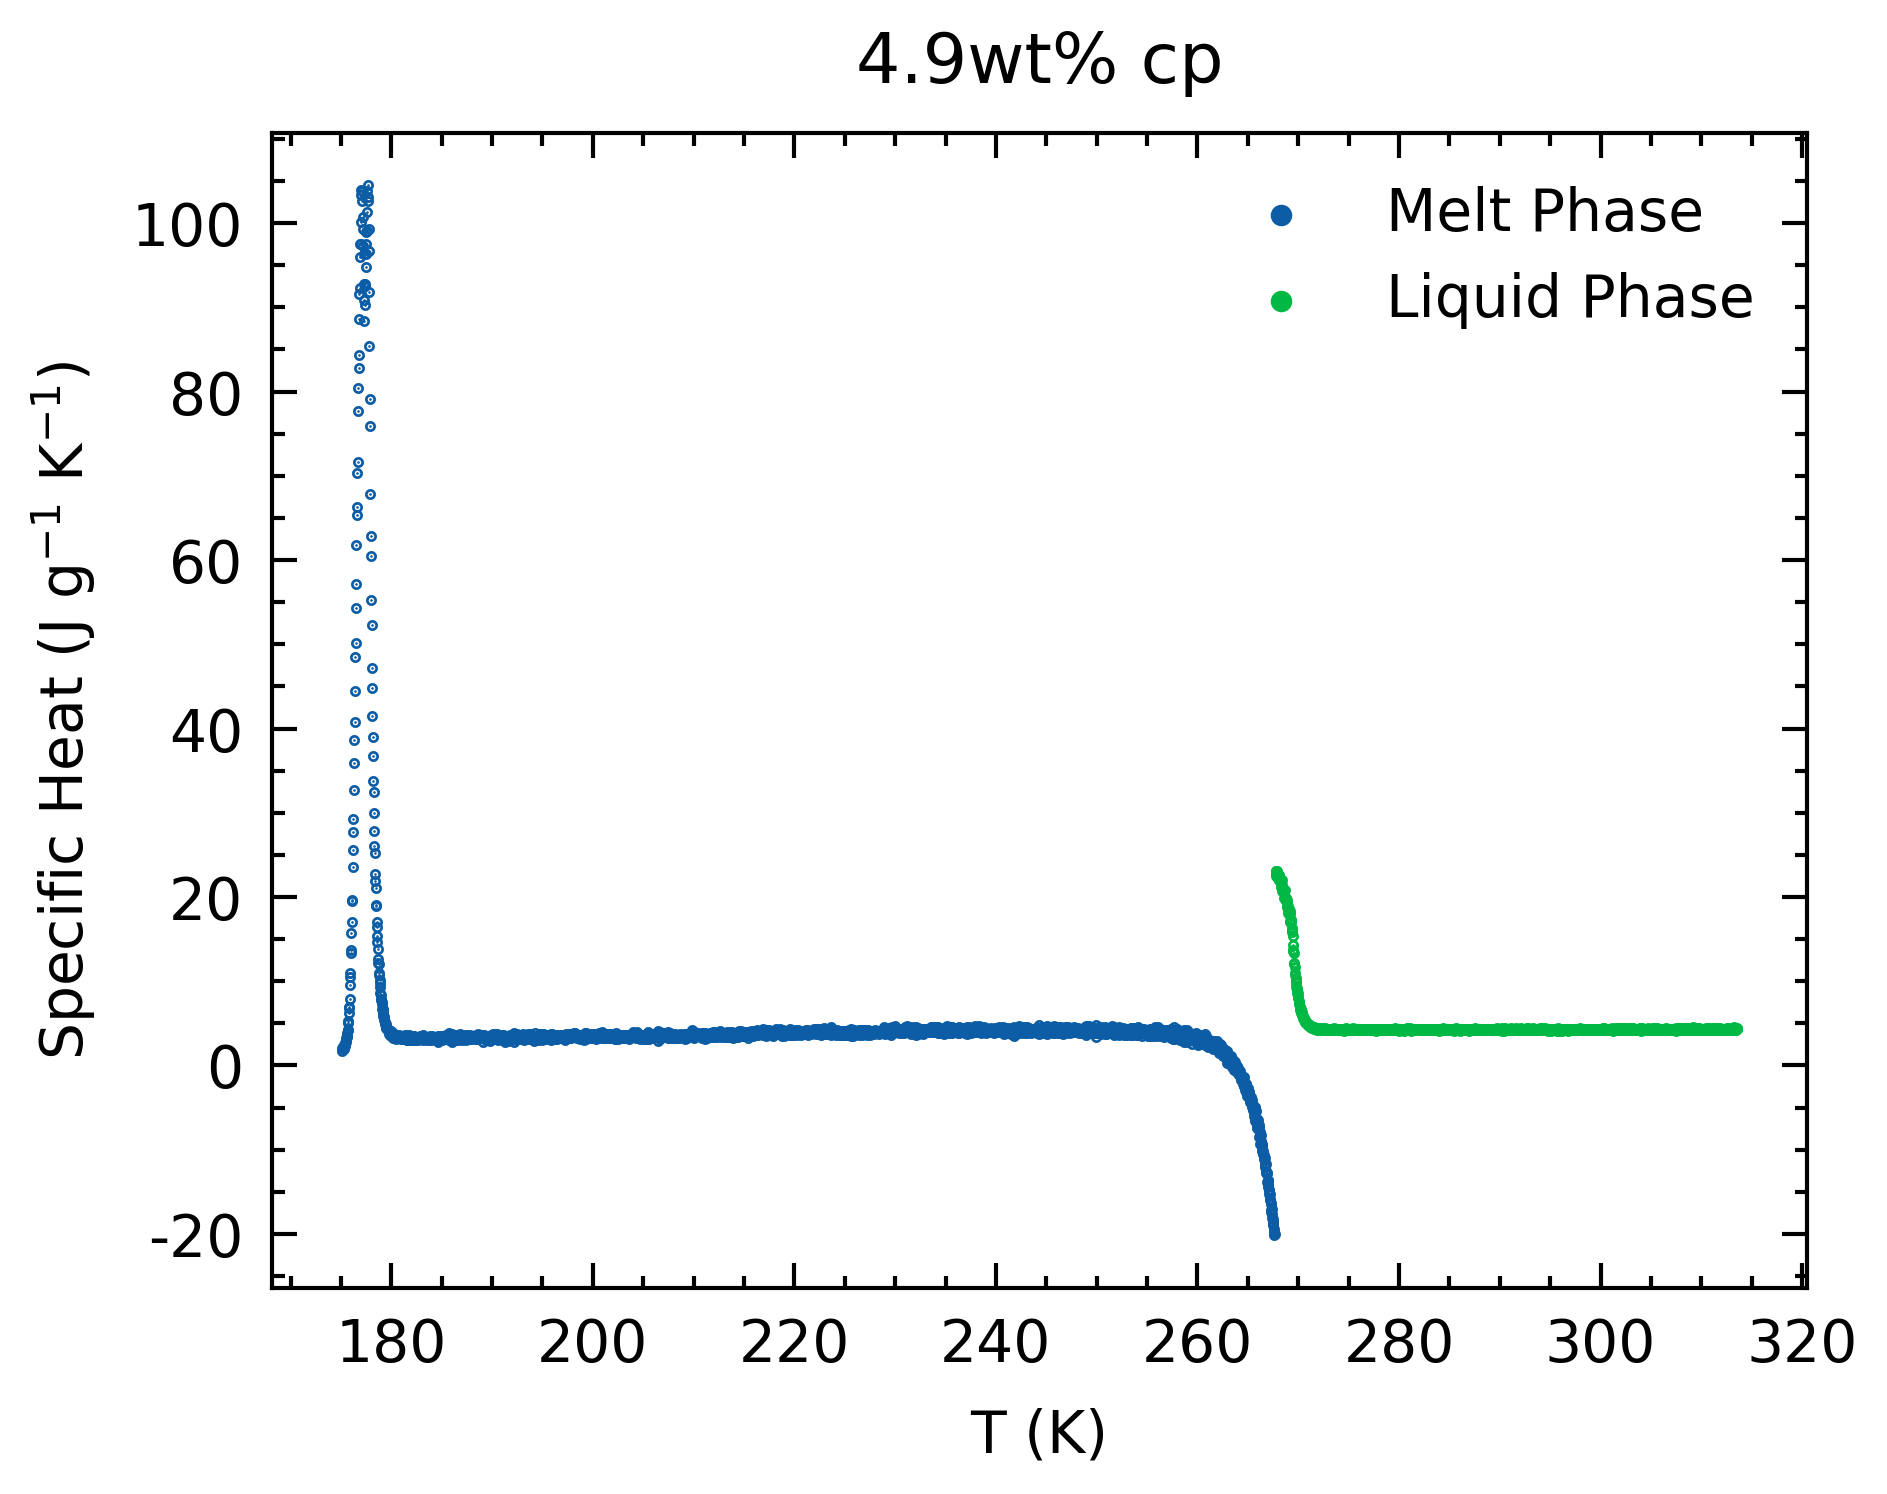 4.9wt% cp
Melt Phase
Liquid Phase
Specific Heat (J g⁻¹ K⁻¹)
100
80
60
40
20
0
-20
180 200 220 240 260 280 300 320
T (K)